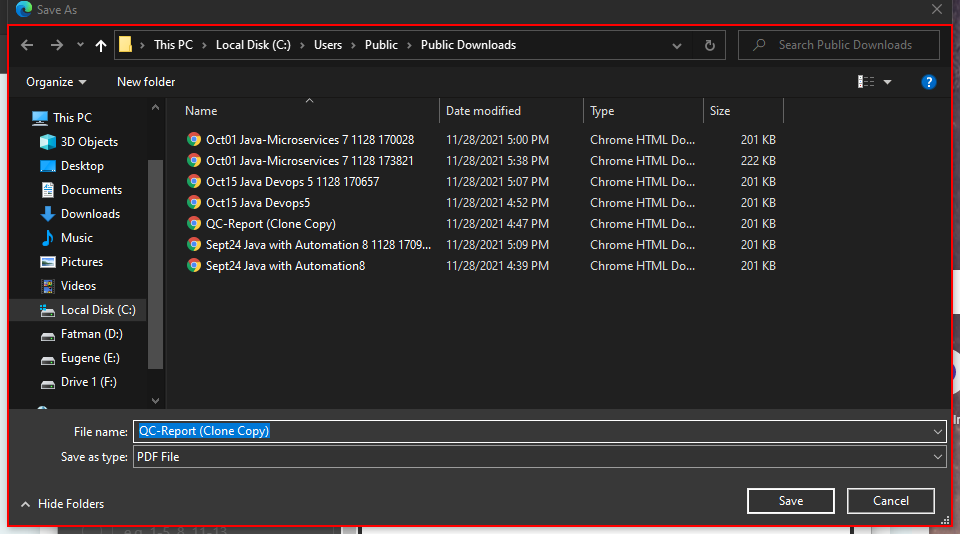 Save As
This PC > Local Disk (C:) > Users > Public > Public Downloads
Search Public Downloads
Organize New folder
This PC
3D Objects
Desktop
Documents
Downloads
Music
Pictures
Videos
Local Disk (C:)
Fatman (D:)
Eugene (E:)
Drive 1 (F:)
Name Date modified Type Size
Oct01 Java-Microservices 7 1128 170028 11/28/2021 5:00 PM Chrome HTML Do... 201 KB
Oct01 Java-Microservices 7 1128 173821 11/28/2021 5:38 PM Chrome HTML Do... 222 KB
Oct15 Java Devops 5 1128 170657 11/28/2021 5:07 PM Chrome HTML Do... 201 KB
Oct15 Java Devops5 11/28/2021 4:52 PM Chrome HTML Do... 201 KB
QC-Report (Clone Copy) 11/28/2021 4:47 PM Chrome HTML Do... 201 KB
Sept24 Java with Automation 8 1128 1709... 11/28/2021 5:09 PM Chrome HTML Do... 201 KB
Sept24 Java with Automation8 11/28/2021 4:39 PM Chrome HTML Do... 201 KB
File name: QC-Report (Clone Copy)
Save as type: PDF File
Hide Folders
Save Cancel